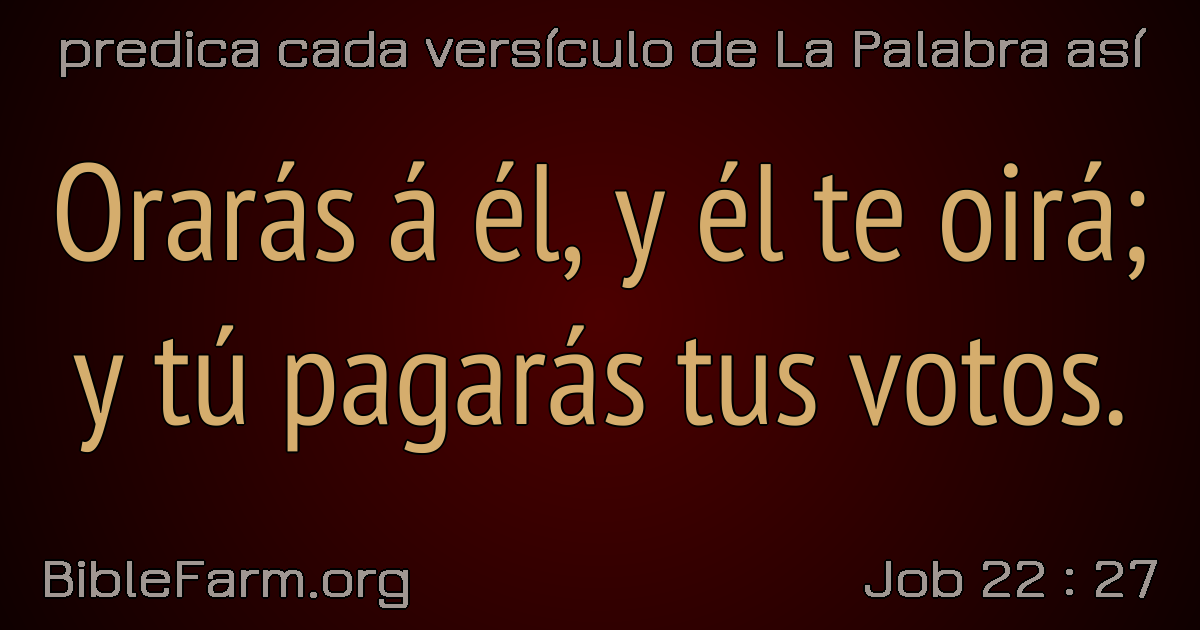 predica cada versículo de La Palabra así
Orarás á él, y él te oirá;
y tú pagarás tus votos.
BibleFarm.org
Job 22 : 27